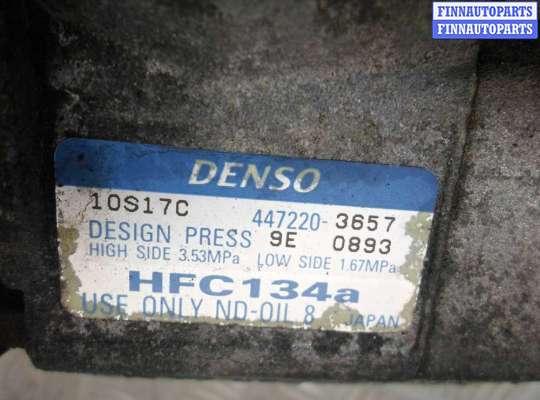 FINNAUTOPARTS
FINNAUTOPARTS
DENSO
10S17C 447220-3657
DESIGN PRESS 9E 0893
HIGH SIDE 3.53MPa LOW SIDE 1.67MPa
HFC134a
USE ONLY ND-OIL 8 JAPAN